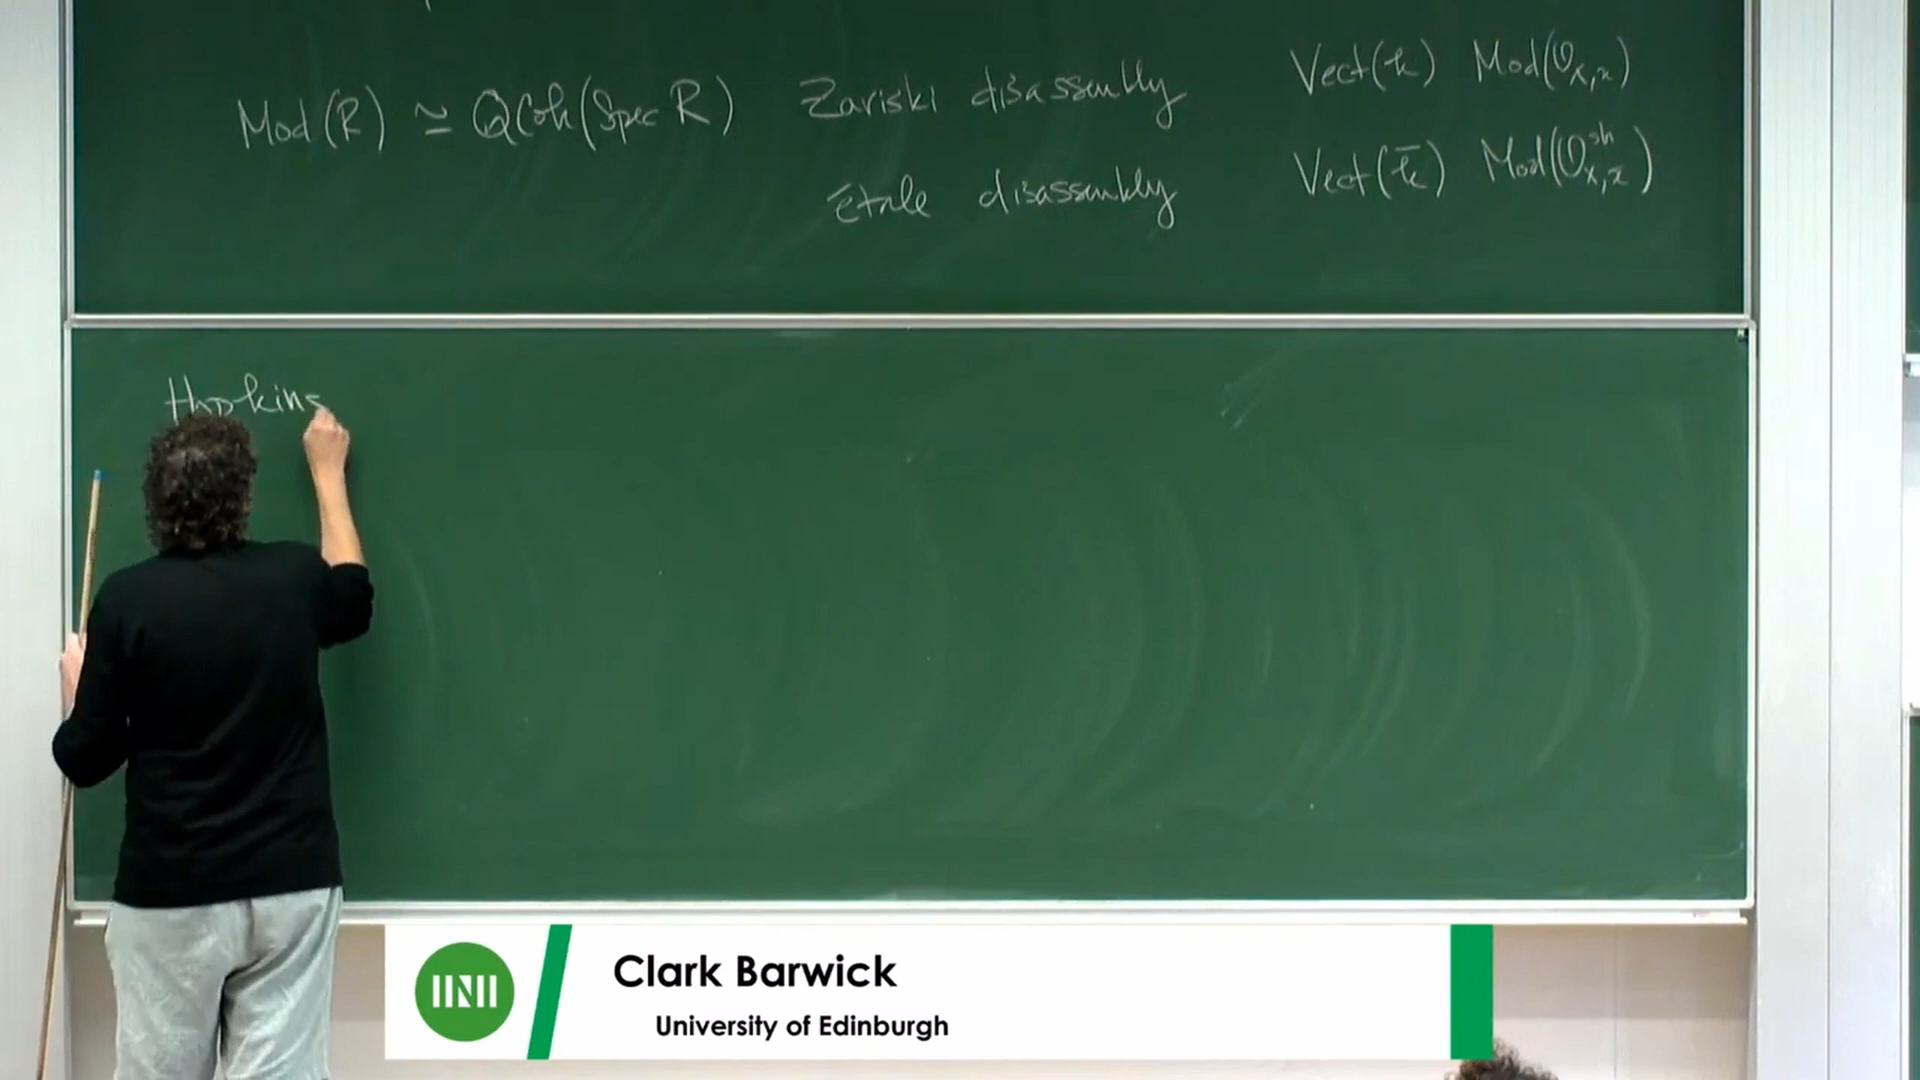 Mod(R) ≃ QCoh(Spec R) Zariski disassembly Vect(k) Mod(O_{X,x})
étale disassembly Vect(k̄) Mod(O^{sh}_{X,x̄})
Hopkins
Clark Barwick
University of Edinburgh